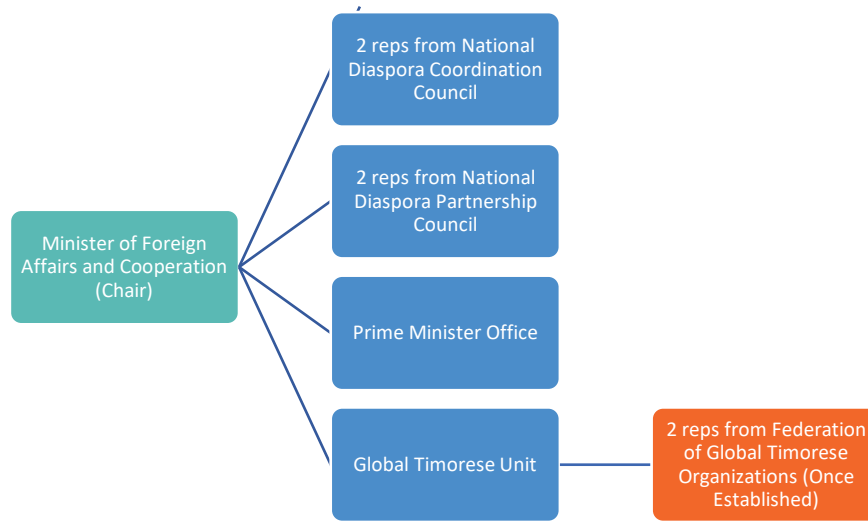 2 reps from National
Diaspora Coordination
Council
2 reps from National
Diaspora Partnership
Council
Minister of Foreign
Affairs and Cooperation
(Chair)
Prime Minister Office
Global Timorese Unit
2 reps from Federation
of Global Timorese
Organizations (Once
Established)